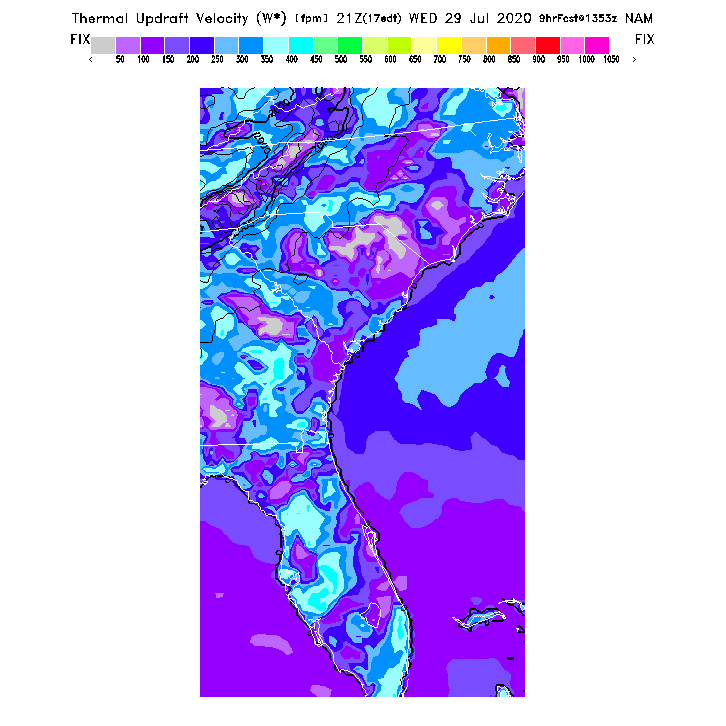 Thermal Updraft Velocity (W*) [fpm] 21Z(17edt) WED 29 Jul 2020 9hrFcst@1353z NAM
FIX FIX
< 50 100 150 200 250 300 350 400 450 500 550 600 650 700 750 800 850 900 950 1000 1050 >